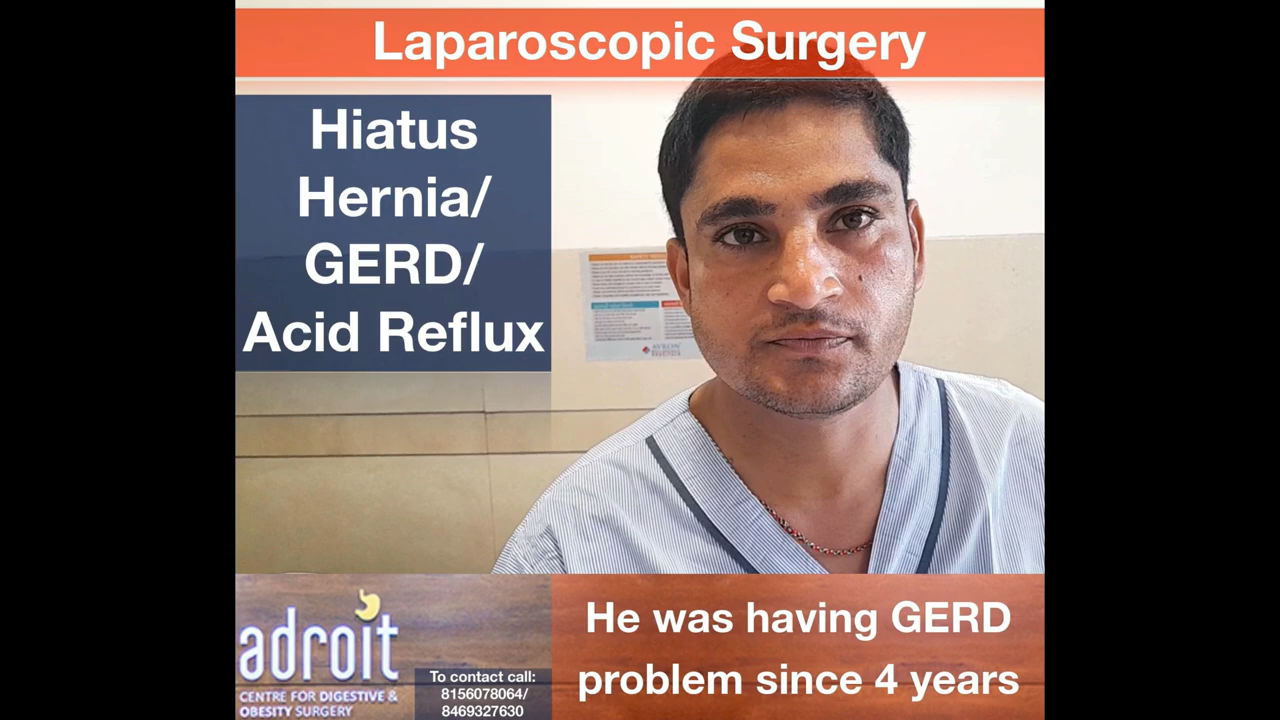 Laparoscopic Surgery
Hiatus
Hernia/
GERD/
Acid Reflux
adroit
CENTRE FOR DIGESTIVE &
OBESITY SURGERY
To contact call:
8156078064/
8469327630
He was having GERD
problem since 4 years